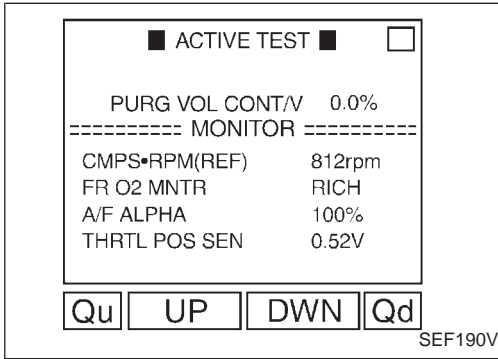 ■ ACTIVE TEST ■
PURG VOL CONT/V 0.0%
========== MONITOR ==========
CMPS•RPM(REF) 812rpm
FR O2 MNTR RICH
A/F ALPHA 100%
THRTL POS SEN 0.52V
Qu UP DWN Qd
SEF190V